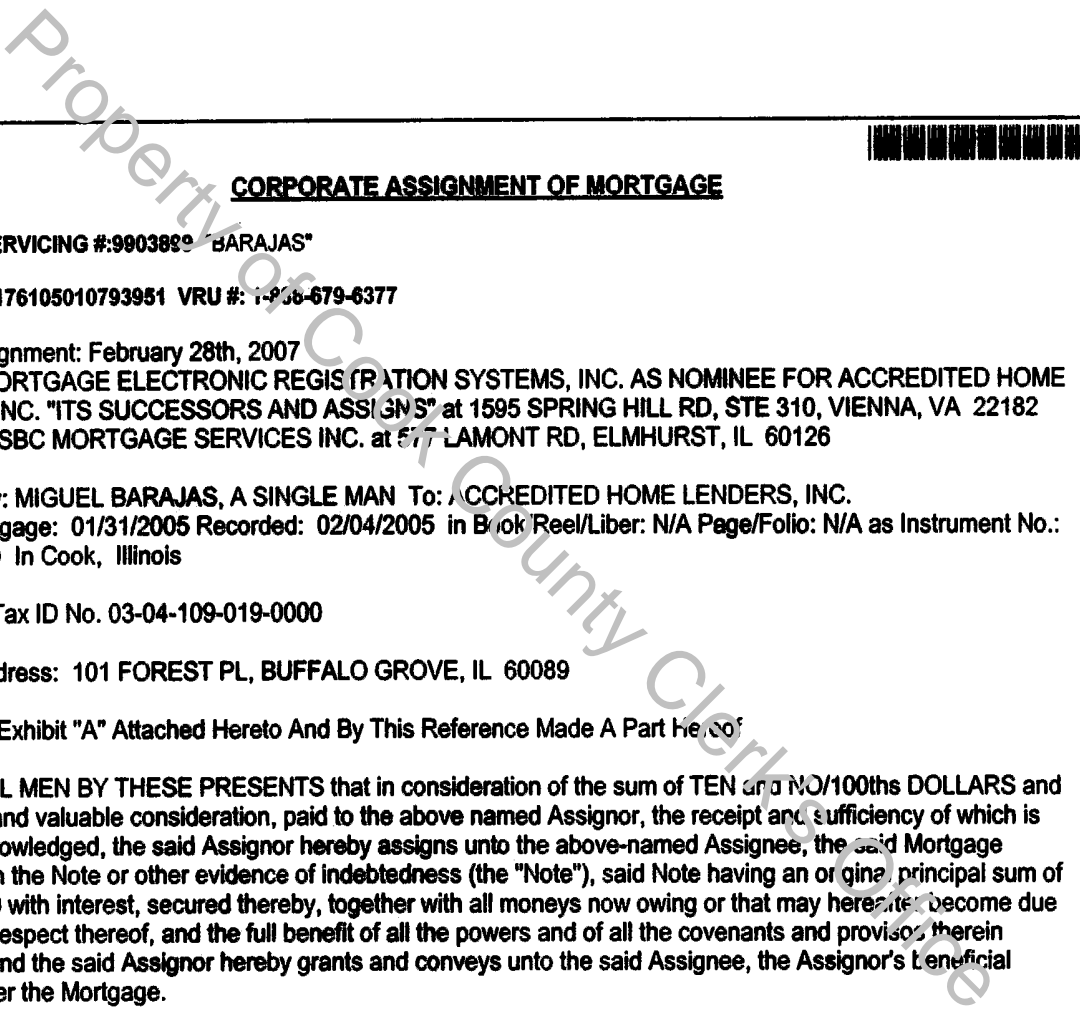 CORPORATE ASSIGNMENT OF MORTGAGE
ERVICING #:9903899 "BARAJAS"
176105010793951 VRU #: 1-888-679-6377
gnment: February 28th, 2007
ORTGAGE ELECTRONIC REGISTRATION SYSTEMS, INC. AS NOMINEE FOR ACCREDITED HOME
NC. "ITS SUCCESSORS AND ASSIGNS" at 1595 SPRING HILL RD, STE 310, VIENNA, VA 22182
SBC MORTGAGE SERVICES INC. at 577 LAMONT RD, ELMHURST, IL 60126
: MIGUEL BARAJAS, A SINGLE MAN To: ACCREDITED HOME LENDERS, INC.
gage: 01/31/2005 Recorded: 02/04/2005 in Book/Reel/Liber: N/A Page/Folio: N/A as Instrument No.:
In Cook, Illinois
Tax ID No. 03-04-109-019-0000
dress: 101 FOREST PL, BUFFALO GROVE, IL 60089
Exhibit "A" Attached Hereto And By This Reference Made A Part Hereof
L MEN BY THESE PRESENTS that in consideration of the sum of TEN and NO/100ths DOLLARS and
and valuable consideration, paid to the above named Assignor, the receipt and sufficiency of which is
owledged, the said Assignor hereby assigns unto the above-named Assignee, the said Mortgage
n the Note or other evidence of indebtedness (the "Note"), said Note having an original principal sum of
with interest, secured thereby, together with all moneys now owing or that may hereafter become due
espect thereof, and the full benefit of all the powers and of all the covenants and provisos therein
nd the said Assignor hereby grants and conveys unto the said Assignee, the Assignor's beneficial
er the Mortgage.
Property of Cook County Clerk's Office